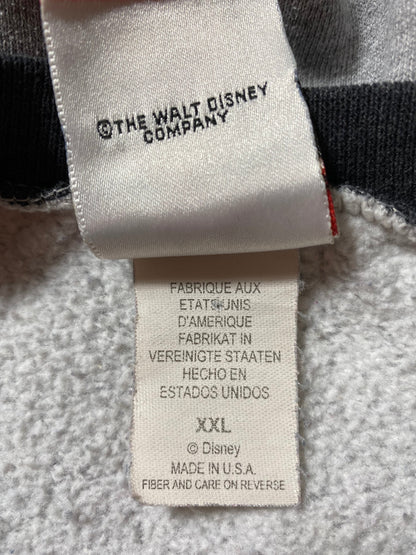 ©THE WALT DISNEY
COMPANY
FABRIQUE AUX
ETATS-UNIS
D'AMERIQUE
FABRIKAT IN
VEREINIGTE STAATEN
HECHO EN
ESTADOS UNIDOS
XXL
© Disney
MADE IN U.S.A.
FIBER AND CARE ON REVERSE